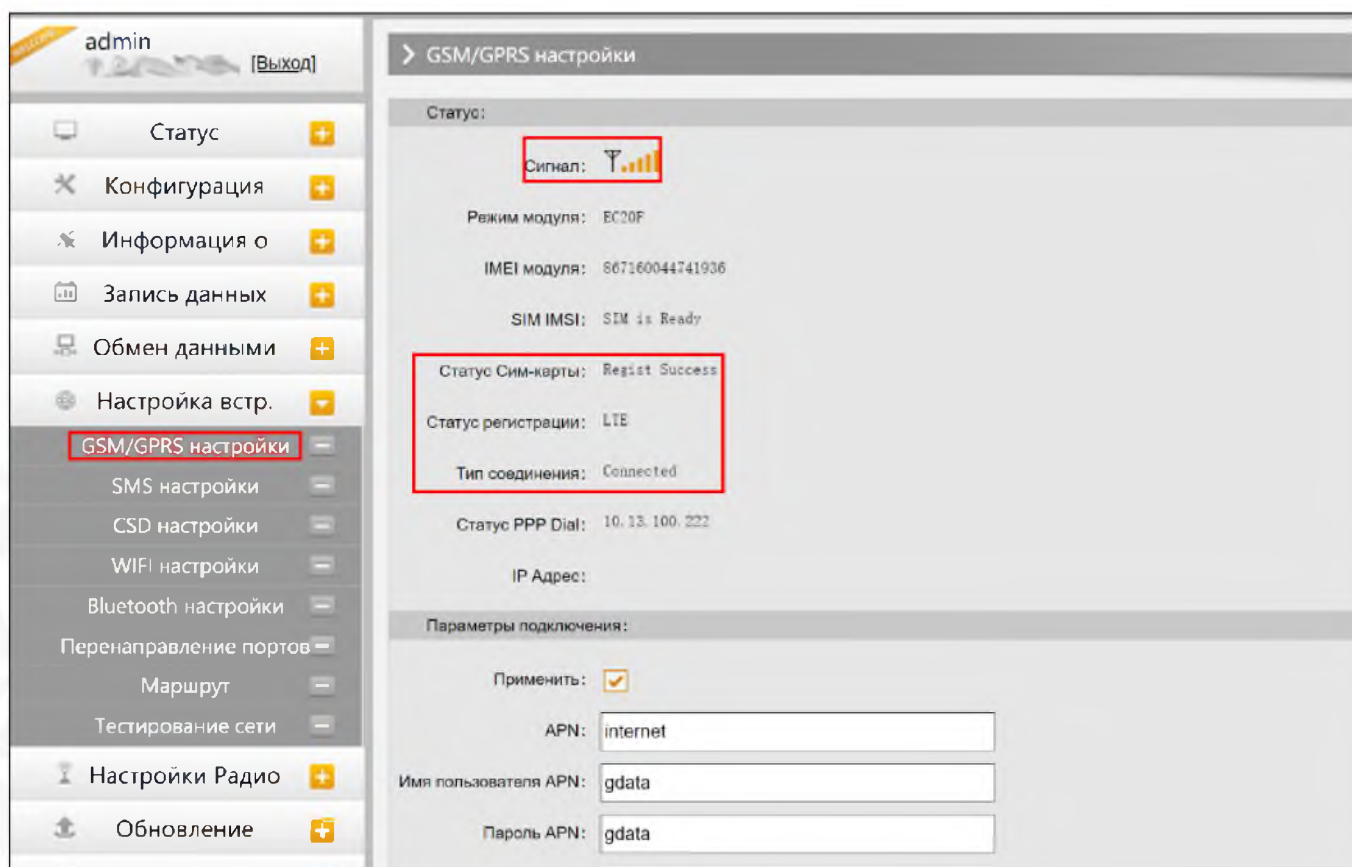 WELCOME
admin
[Выход]
Статус
Конфигурация
Информация о
Запись данных
Обмен данными
Настройка встр.
GSM/GPRS настройки
SMS настройки
CSD настройки
WIFI настройки
Bluetooth настройки
Перенаправление портов
Маршрут
Тестирование сети
Настройки Радио
Обновление
GSM/GPRS настройки
Статус:
Сигнал:
Режим модуля: EC20F
IMEI модуля: 867160044741936
SIM IMSI: SIM is Ready
Статус Сим-карты: Regist Success
Статус регистрации: LTE
Тип соединения: Connected
Статус PPP Dial: 10.13.100.222
IP Адрес:
Параметры подключения:
Применить:
APN: internet
Имя пользователя APN: gdata
Пароль APN: gdata